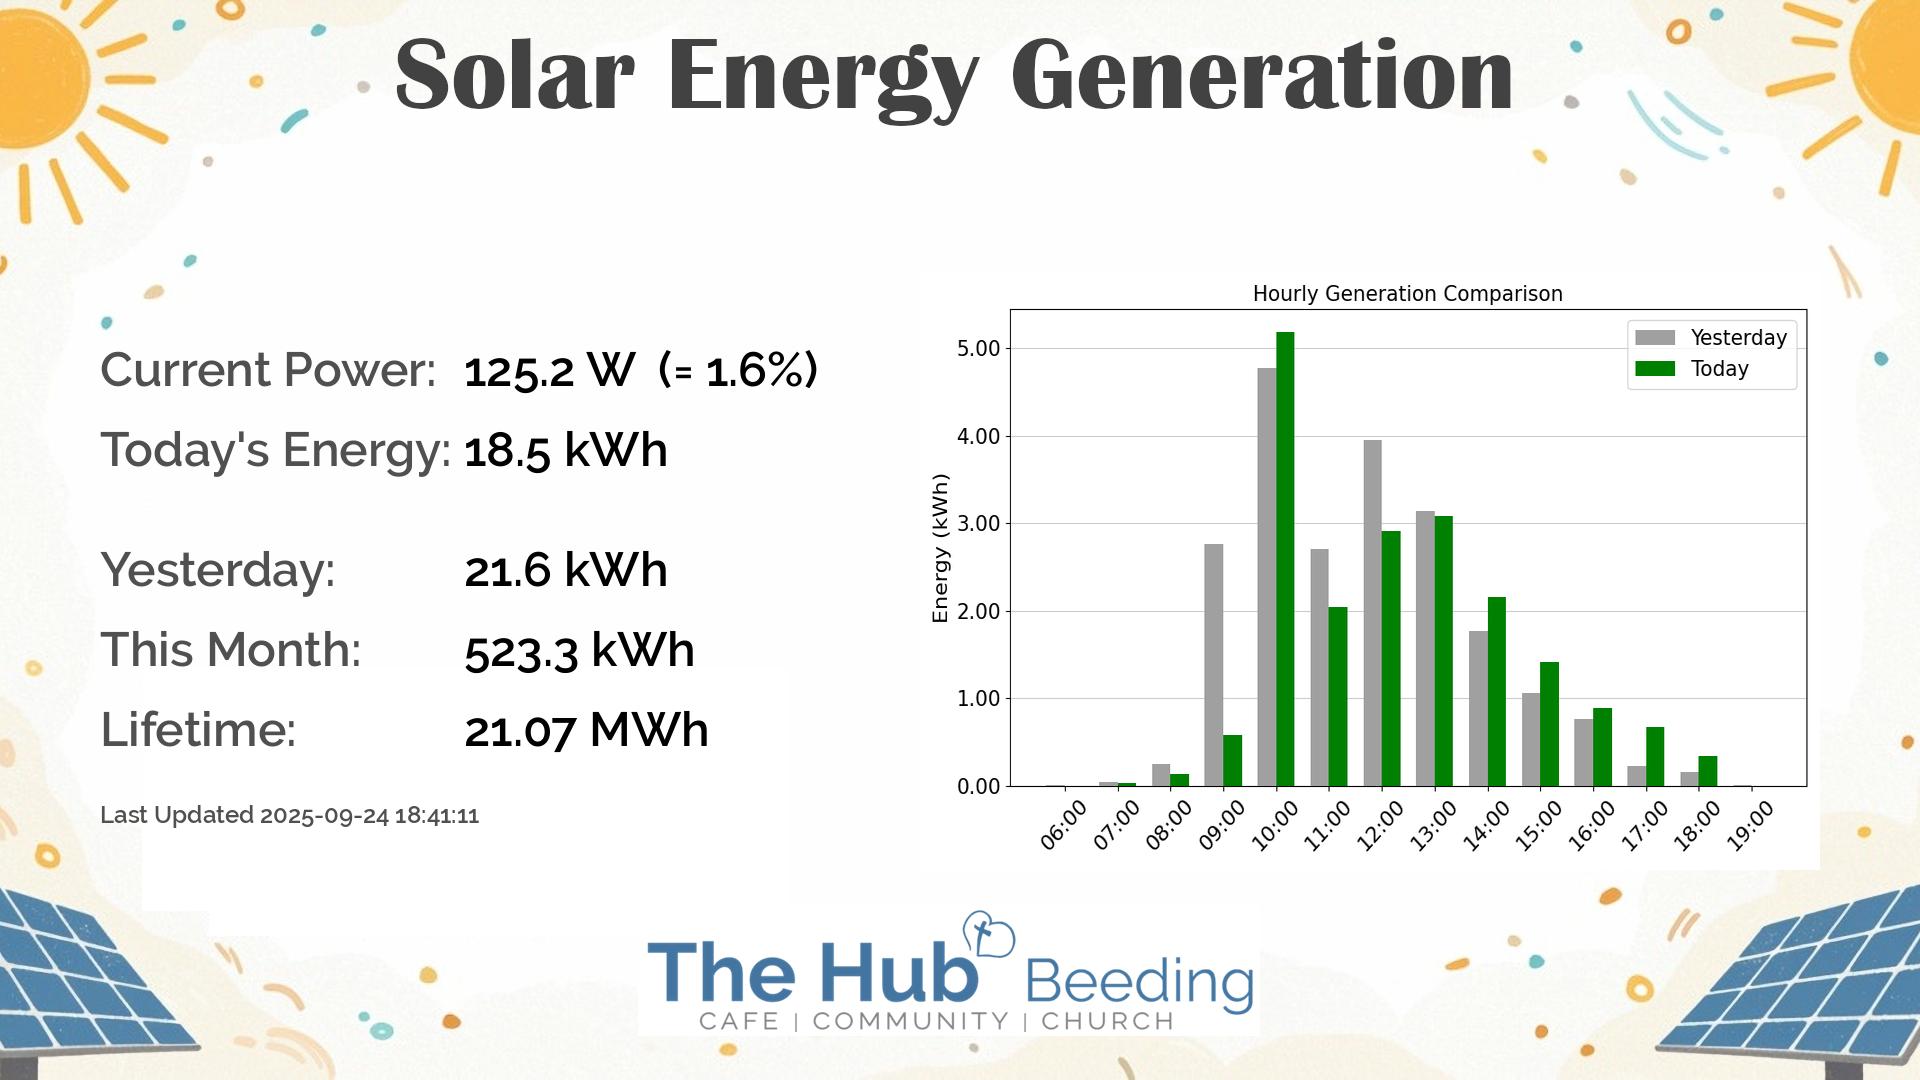 Solar Energy Generation
Current Power: 125.2 W (= 1.6%)
Today's Energy: 18.5 kWh
Yesterday: 21.6 kWh
This Month: 523.3 kWh
Lifetime: 21.07 MWh
Last Updated 2025-09-24 18:41:11
Hourly Generation Comparison
Yesterday
Today
Energy (kWh)
5.00
4.00
3.00
2.00
1.00
0.00
06:00 07:00 08:00 09:00 10:00 11:00 12:00 13:00 14:00 15:00 16:00 17:00 18:00 19:00
The Hub Beeding
CAFE | COMMUNITY | CHURCH